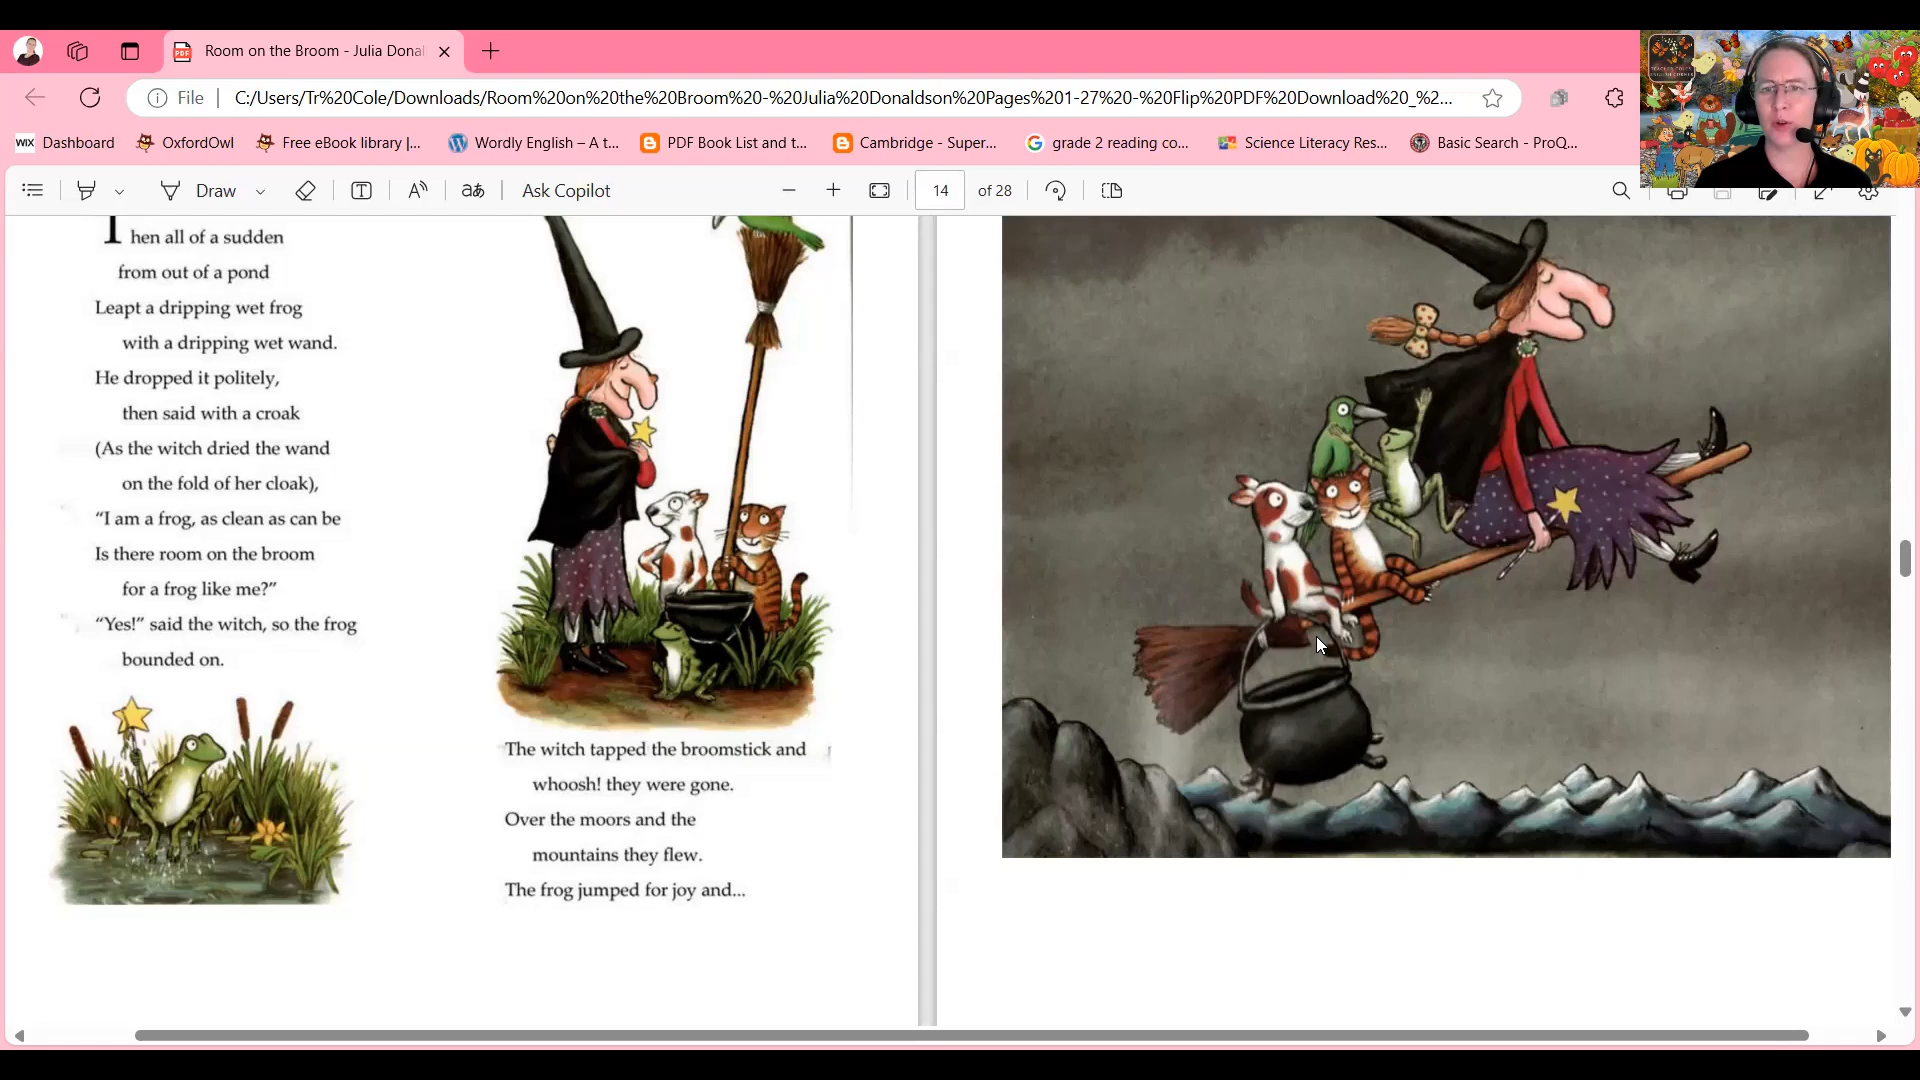 Room on the Broom - Julia Donal
File
C:/Users/Tr%20Cole/Downloads/Room%20on%20the%20Broom%20-%20Julia%20Donaldson%20Pages%201-27%20-%20Flip%20PDF%20Download%20_%2...
WIX Dashboard
OxfordOwl
Free eBook library |...
Wordly English – A t...
PDF Book List and t...
Cambridge - Super...
grade 2 reading co...
Science Literacy Res...
Basic Search - ProQ...
Draw
Ask Copilot
14
of 28
Then all of a sudden
from out of a pond
Leapt a dripping wet frog
with a dripping wet wand.
He dropped it politely,
then said with a croak
(As the witch dried the wand
on the fold of her cloak),
“I am a frog, as clean as can be
Is there room on the broom
for a frog like me?”
“Yes!” said the witch, so the frog
bounded on.
The witch tapped the broomstick and
whoosh! they were gone.
Over the moors and the
mountains they flew.
The frog jumped for joy and...